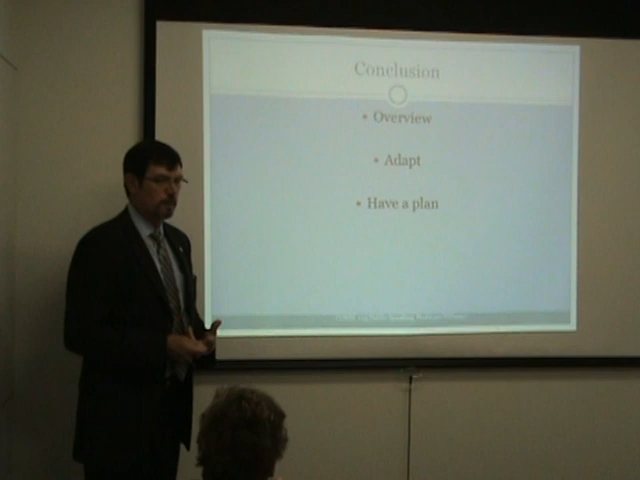 Conclusion
• Overview
• Adapt
• Have a plan